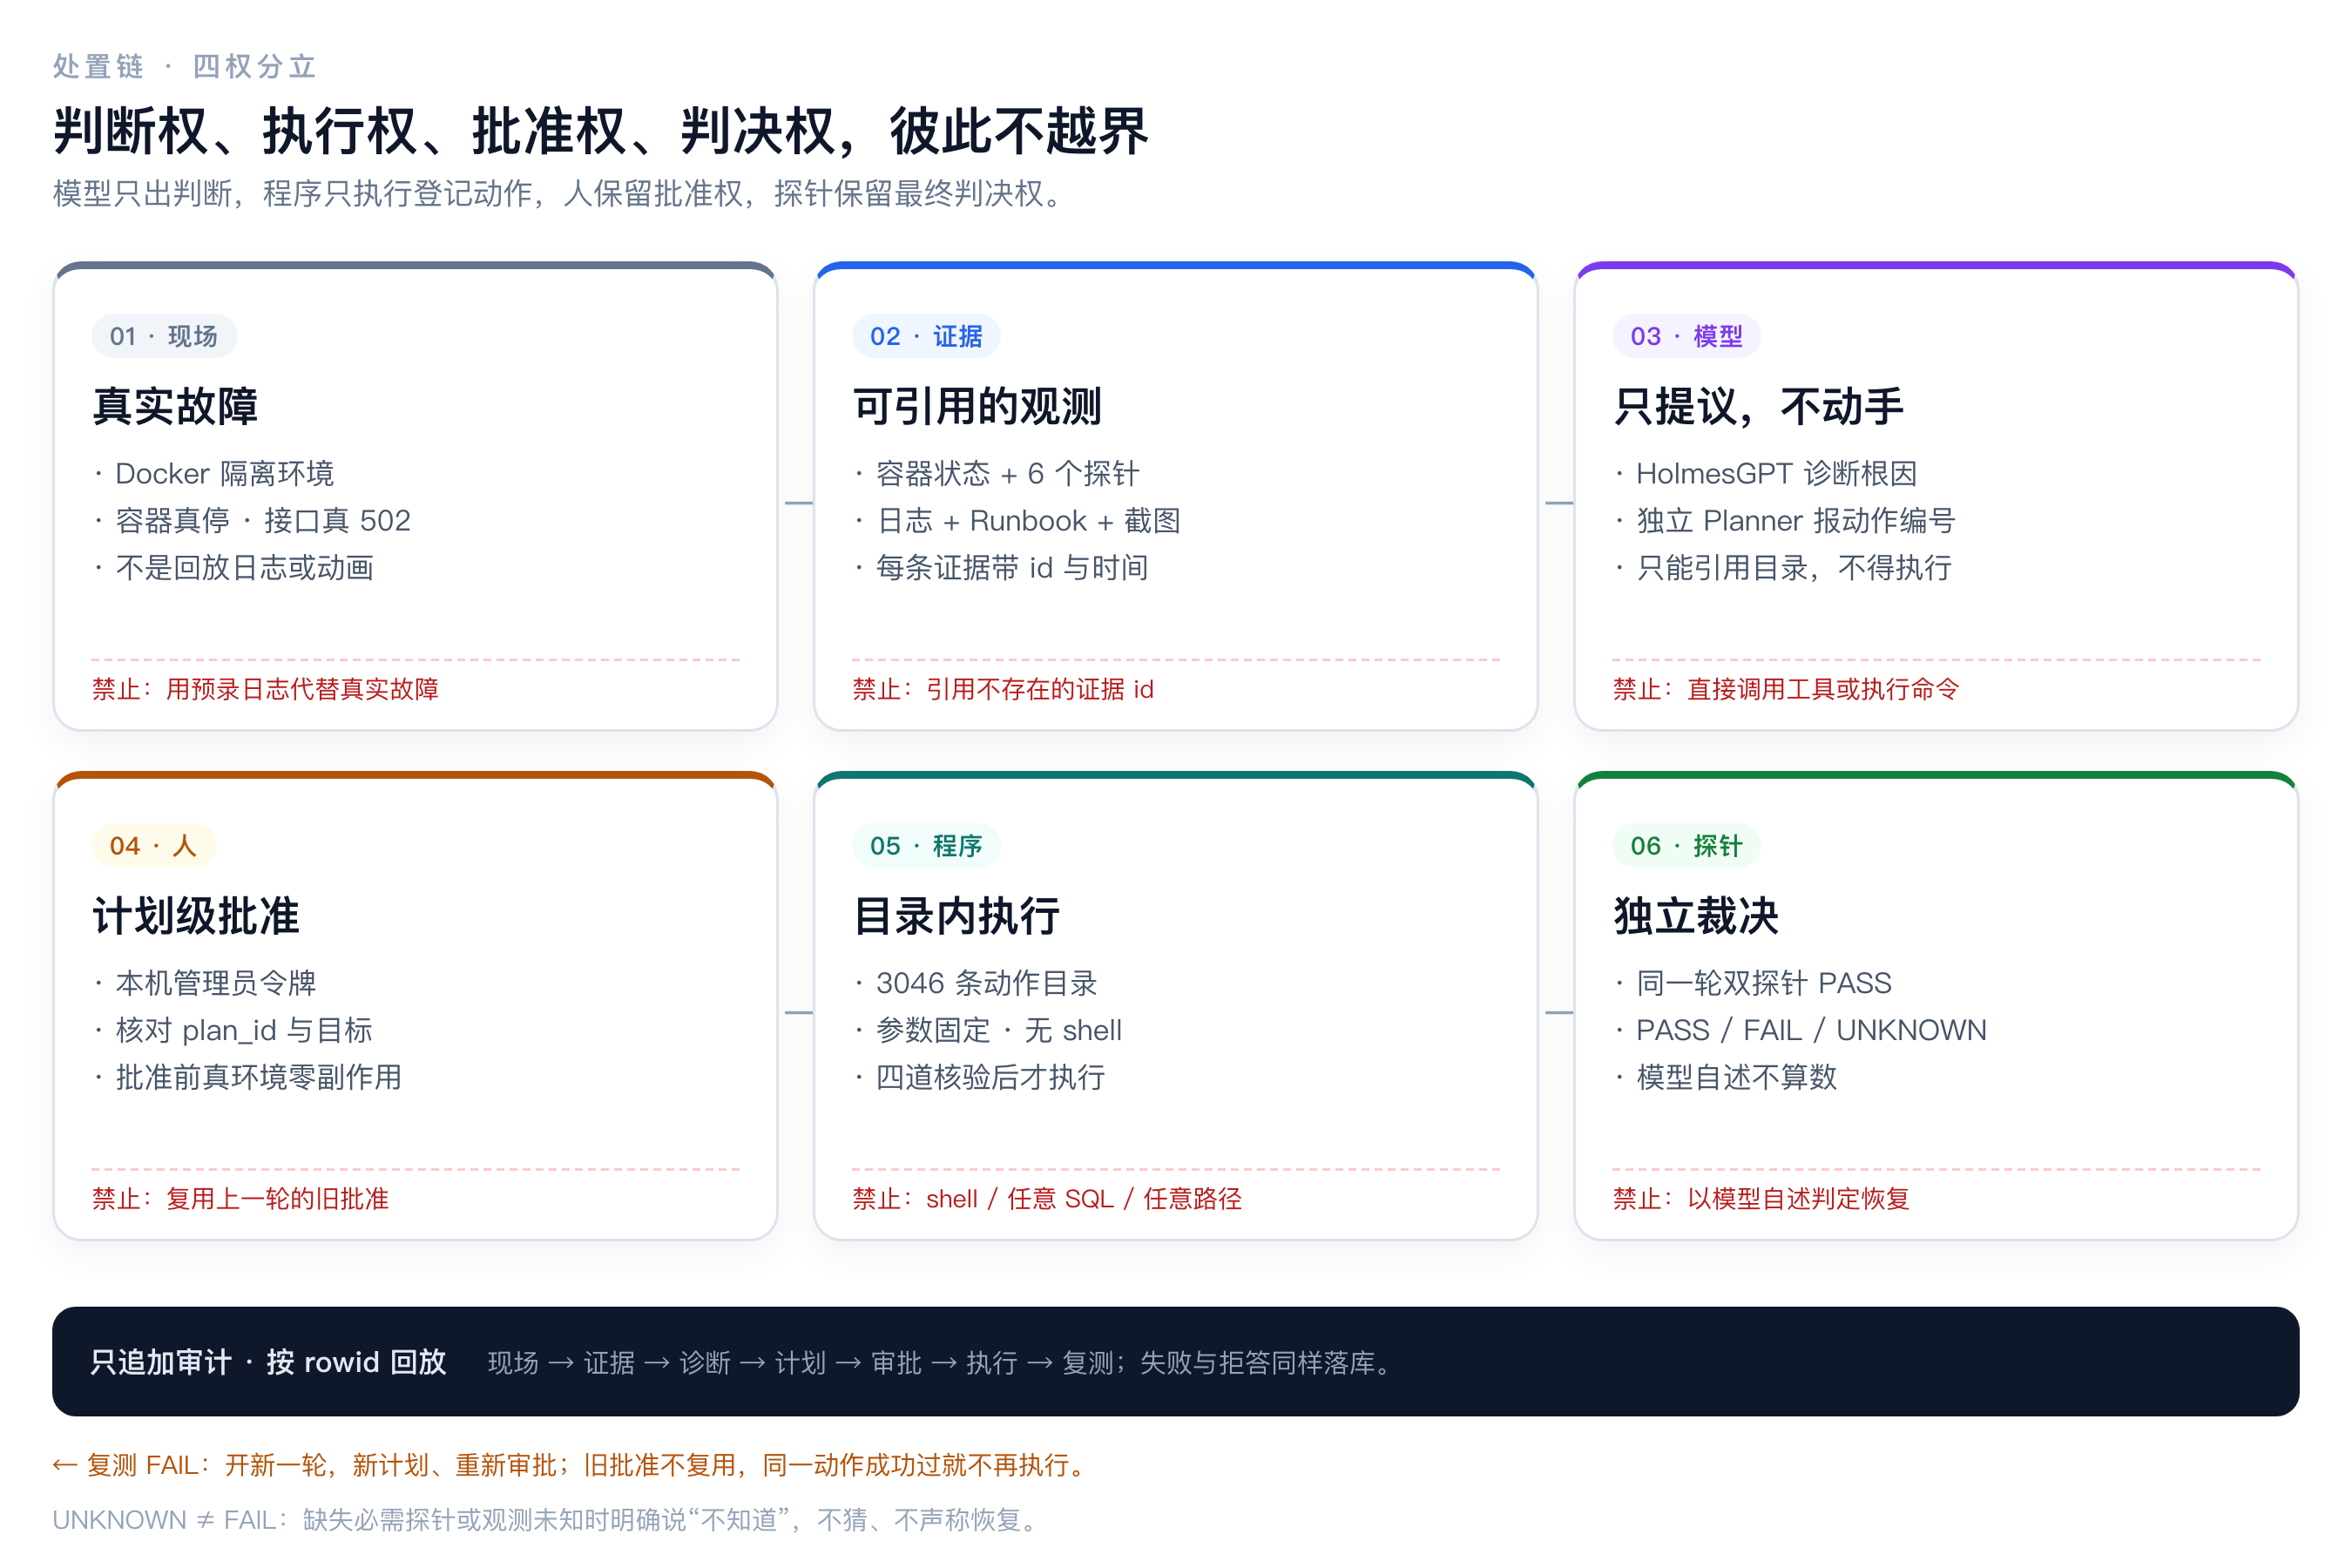 处置链 · 四权分立
判断权、执行权、批准权、判决权，彼此不越界
模型只出判断，程序只执行登记动作，人保留批准权，探针保留最终判决权。
01 · 现场
真实故障
· Docker 隔离环境
· 容器真停 · 接口真 502
· 不是回放日志或动画
禁止：用预录日志代替真实故障
02 · 证据
可引用的观测
· 容器状态 + 6 个探针
· 日志 + Runbook + 截图
· 每条证据带 id 与时间
禁止：引用不存在的证据 id
03 · 模型
只提议，不动手
· HolmesGPT 诊断根因
· 独立 Planner 报动作编号
· 只能引用目录，不得执行
禁止：直接调用工具或执行命令
04 · 人
计划级批准
· 本机管理员令牌
· 核对 plan_id 与目标
· 批准前真环境零副作用
禁止：复用上一轮的旧批准
05 · 程序
目录内执行
· 3046 条动作目录
· 参数固定 · 无 shell
· 四道核验后才执行
禁止：shell / 任意 SQL / 任意路径
06 · 探针
独立裁决
· 同一轮双探针 PASS
· PASS / FAIL / UNKNOWN
· 模型自述不算数
禁止：以模型自述判定恢复
只追加审计 · 按 rowid 回放 现场 → 证据 → 诊断 → 计划 → 审批 → 执行 → 复测；失败与拒答同样落库。
← 复测 FAIL：开新一轮，新计划、重新审批；旧批准不复用，同一动作成功过就不再执行。
UNKNOWN ≠ FAIL：缺失必需探针或观测未知时明确说“不知道”，不猜、不声称恢复。